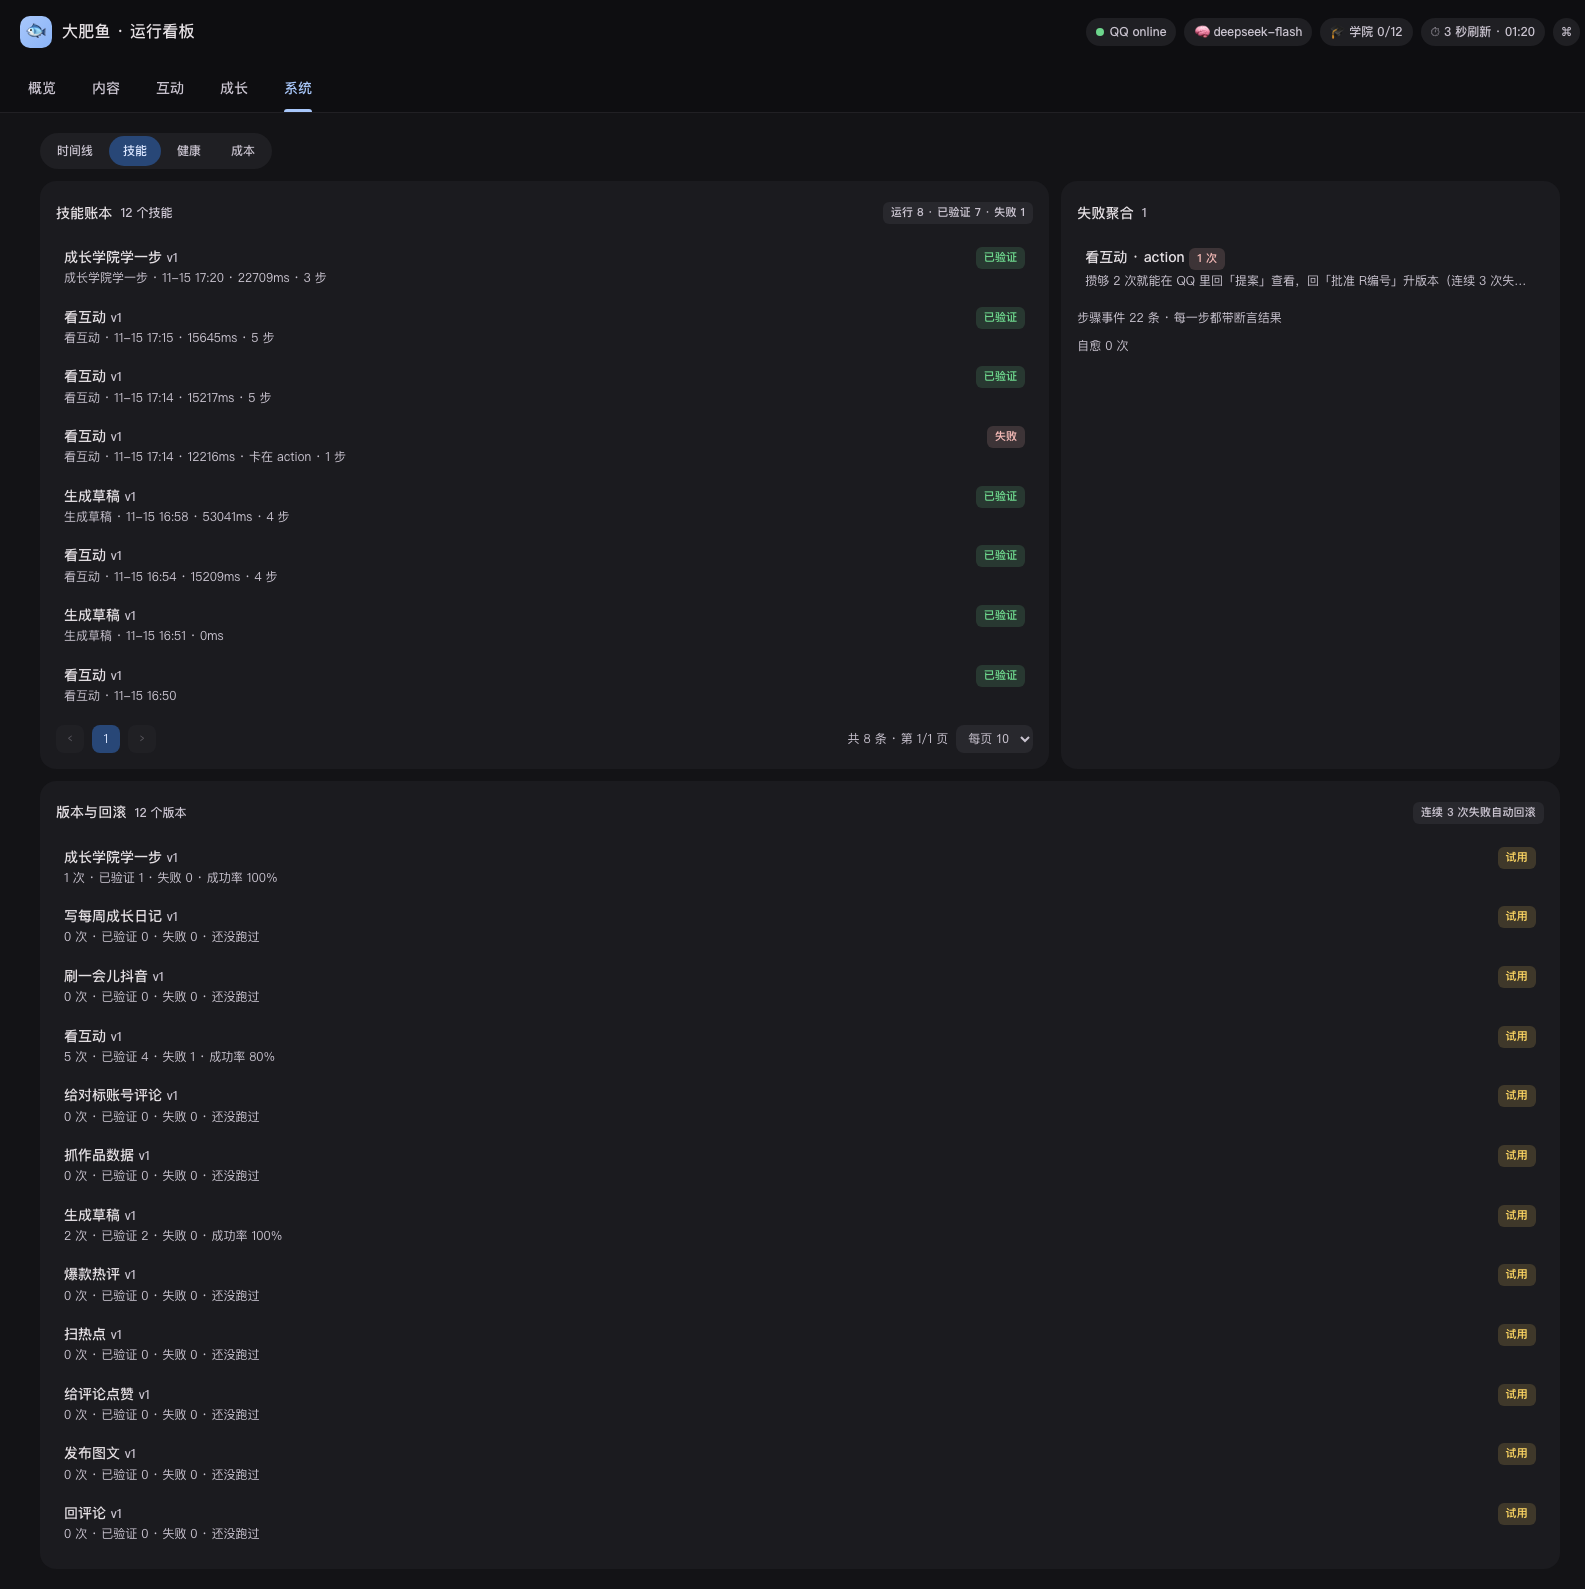 大肥鱼 · 运行看板
QQ online
deepseek-flash
学院 0/12
3 秒刷新 · 01:20
⌘
概览
内容
互动
成长
系统
时间线
技能
健康
成本
技能账本 12 个技能
运行 8 · 已验证 7 · 失败 1
成长学院学一步 v1
已验证
成长学院学一步 · 11-15 17:20 · 22709ms · 3 步
看互动 v1
已验证
看互动 · 11-15 17:15 · 15645ms · 5 步
看互动 v1
已验证
看互动 · 11-15 17:14 · 15217ms · 5 步
看互动 v1
失败
看互动 · 11-15 17:14 · 12216ms · 卡在 action · 1 步
生成草稿 v1
已验证
生成草稿 · 11-15 16:58 · 53041ms · 4 步
看互动 v1
已验证
看互动 · 11-15 16:54 · 15209ms · 4 步
生成草稿 v1
已验证
生成草稿 · 11-15 16:51 · 0ms
看互动 v1
已验证
看互动 · 11-15 16:50
‹
1
›
共 8 条 · 第 1/1 页
每页 10
失败聚合 1
看互动 · action 1 次
攒够 2 次就能在 QQ 里回「提案」查看，回「批准 R编号」升版本（连续 3 次失…
步骤事件 22 条 · 每一步都带断言结果
自愈 0 次
版本与回滚 12 个版本
连续 3 次失败自动回滚
成长学院学一步 v1
试用
1 次 · 已验证 1 · 失败 0 · 成功率 100%
写每周成长日记 v1
试用
0 次 · 已验证 0 · 失败 0 · 还没跑过
刷一会儿抖音 v1
试用
0 次 · 已验证 0 · 失败 0 · 还没跑过
看互动 v1
试用
5 次 · 已验证 4 · 失败 1 · 成功率 80%
给对标账号评论 v1
试用
0 次 · 已验证 0 · 失败 0 · 还没跑过
抓作品数据 v1
试用
0 次 · 已验证 0 · 失败 0 · 还没跑过
生成草稿 v1
试用
2 次 · 已验证 2 · 失败 0 · 成功率 100%
爆款热评 v1
试用
0 次 · 已验证 0 · 失败 0 · 还没跑过
扫热点 v1
试用
0 次 · 已验证 0 · 失败 0 · 还没跑过
给评论点赞 v1
试用
0 次 · 已验证 0 · 失败 0 · 还没跑过
发布图文 v1
试用
0 次 · 已验证 0 · 失败 0 · 还没跑过
回评论 v1
试用
0 次 · 已验证 0 · 失败 0 · 还没跑过